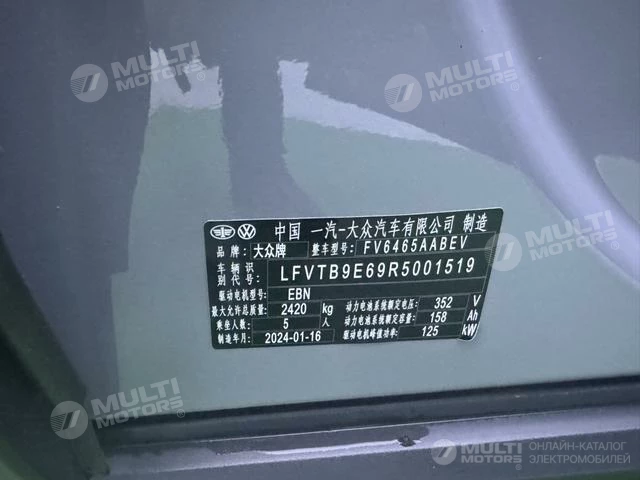 MULTI MOTORS®
MULTI MOTORS®
中国 一汽-大众汽车有限公司 制造
品牌: 大众牌 整车型号: FV6465AABEV
车辆识别代号: LFVTB9E69R5001519
驱动电机型号: EBN 动力电池系统额定电压: 352 V
最大允许总质量: 2420 kg 动力电池系统额定容量: 158 Ah
乘坐人数: 5 人 驱动电机峰值功率: 125 kW
制造年月: 2024-01-16
MULTI MOTORS
MULTI MOTORS® ОНЛАЙН-КАТАЛОГ ЭЛЕКТРОМОБИЛЕЙ